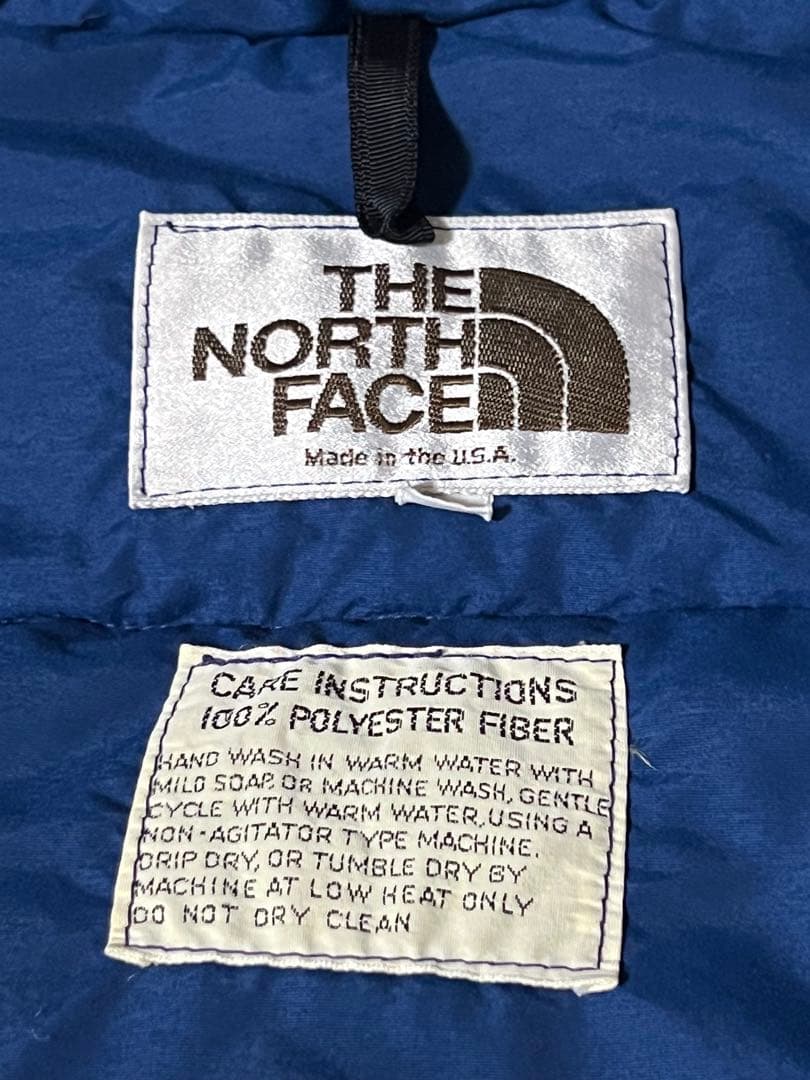 THE
NORTH
FACE
Made in the U.S.A.
CARE INSTRUCTIONS
100% POLYESTER FIBER
HAND WASH IN WARM WATER WITH
MILD SOAP, OR MACHINE WASH, GENTLE
CYCLE WITH WARM WATER, USING A
NON-AGITATOR TYPE MACHINE.
DRIP DRY, OR TUMBLE DRY BY
MACHINE AT LOW HEAT ONLY
DO NOT DRY CLEAN